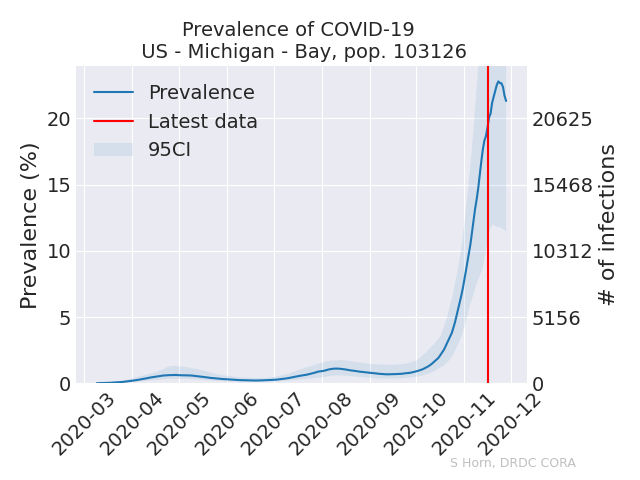 Prevalence of COVID-19
US - Michigan - Bay, pop. 103126
Prevalence
Latest data
95CI
Prevalence (%)
20
15
10
5
0
20625
15468
10312
5156
0
# of infections
2020-03
2020-04
2020-05
2020-06
2020-07
2020-08
2020-09
2020-10
2020-11
2020-12
S Horn, DRDC CORA